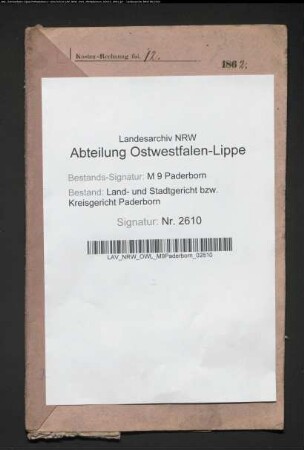 Kosten-Rechnung fol. 12.
1862.
Landesarchiv NRW
Abteilung Ostwestfalen-Lippe
Bestands-Signatur: M 9 Paderborn
Bestand: Land- und Stadtgericht bzw.
Kreisgericht Paderborn
Signatur: Nr. 2610
LAV_NRW_OWL_M9Paderborn_02610